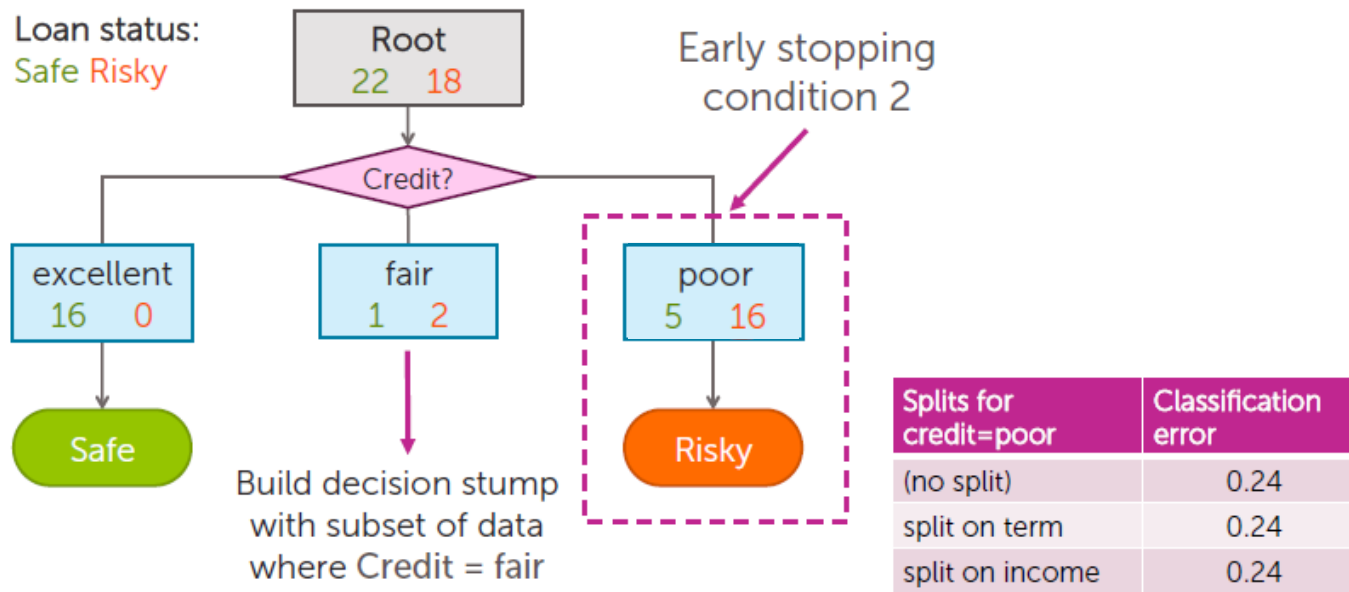 Loan status:
Safe Risky
Root
22 18
Early stopping
condition 2
Credit?
excellent
16 0
fair
1 2
poor
5 16
Safe
Build decision stump
with subset of data
where Credit = fair
Risky
Splits for
credit=poor
Classification
error
(no split) 0.24
split on term 0.24
split on income 0.24